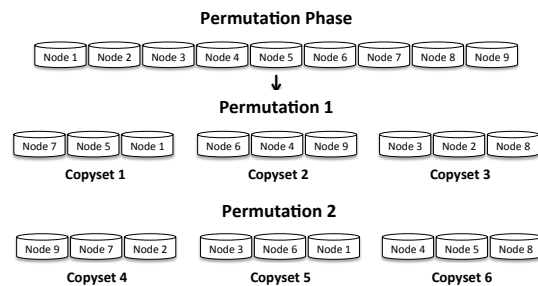 Permutation Phase
Node 1 Node 2 Node 3 Node 4 Node 5 Node 6 Node 7 Node 8 Node 9
Permutation 1
Node 7 Node 5 Node 1 Node 6 Node 4 Node 9 Node 3 Node 2 Node 8
Copyset 1 Copyset 2 Copyset 3
Permutation 2
Node 9 Node 7 Node 2 Node 3 Node 6 Node 1 Node 4 Node 5 Node 8
Copyset 4 Copyset 5 Copyset 6